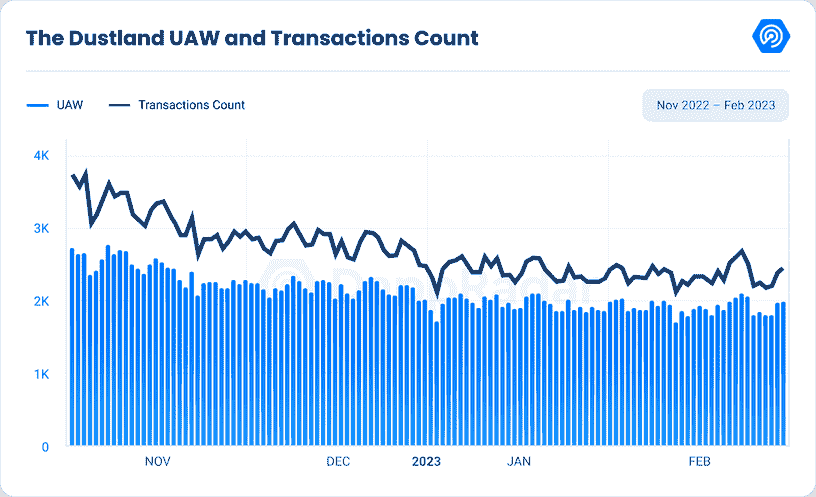 The Dustland UAW and Transactions Count
UAW Transactions Count Nov 2022 – Feb 2023
4K
3K
2K
1K
0
NOV DEC 2023 JAN FEB
DappRadar